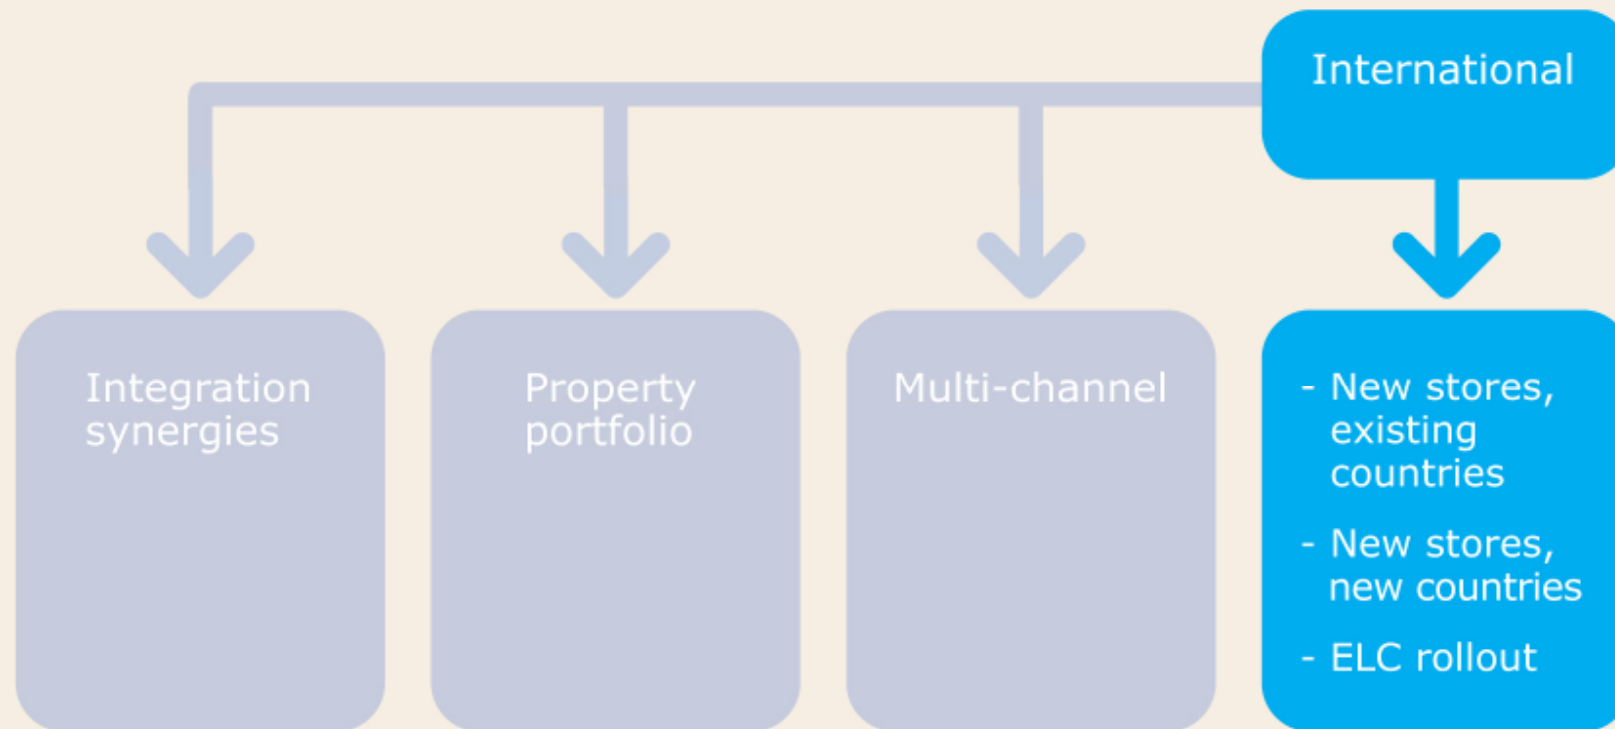 International
Integration
synergies
Property
portfolio
Multi-channel
- New stores,
existing
countries
- New stores,
new countries
- ELC rollout